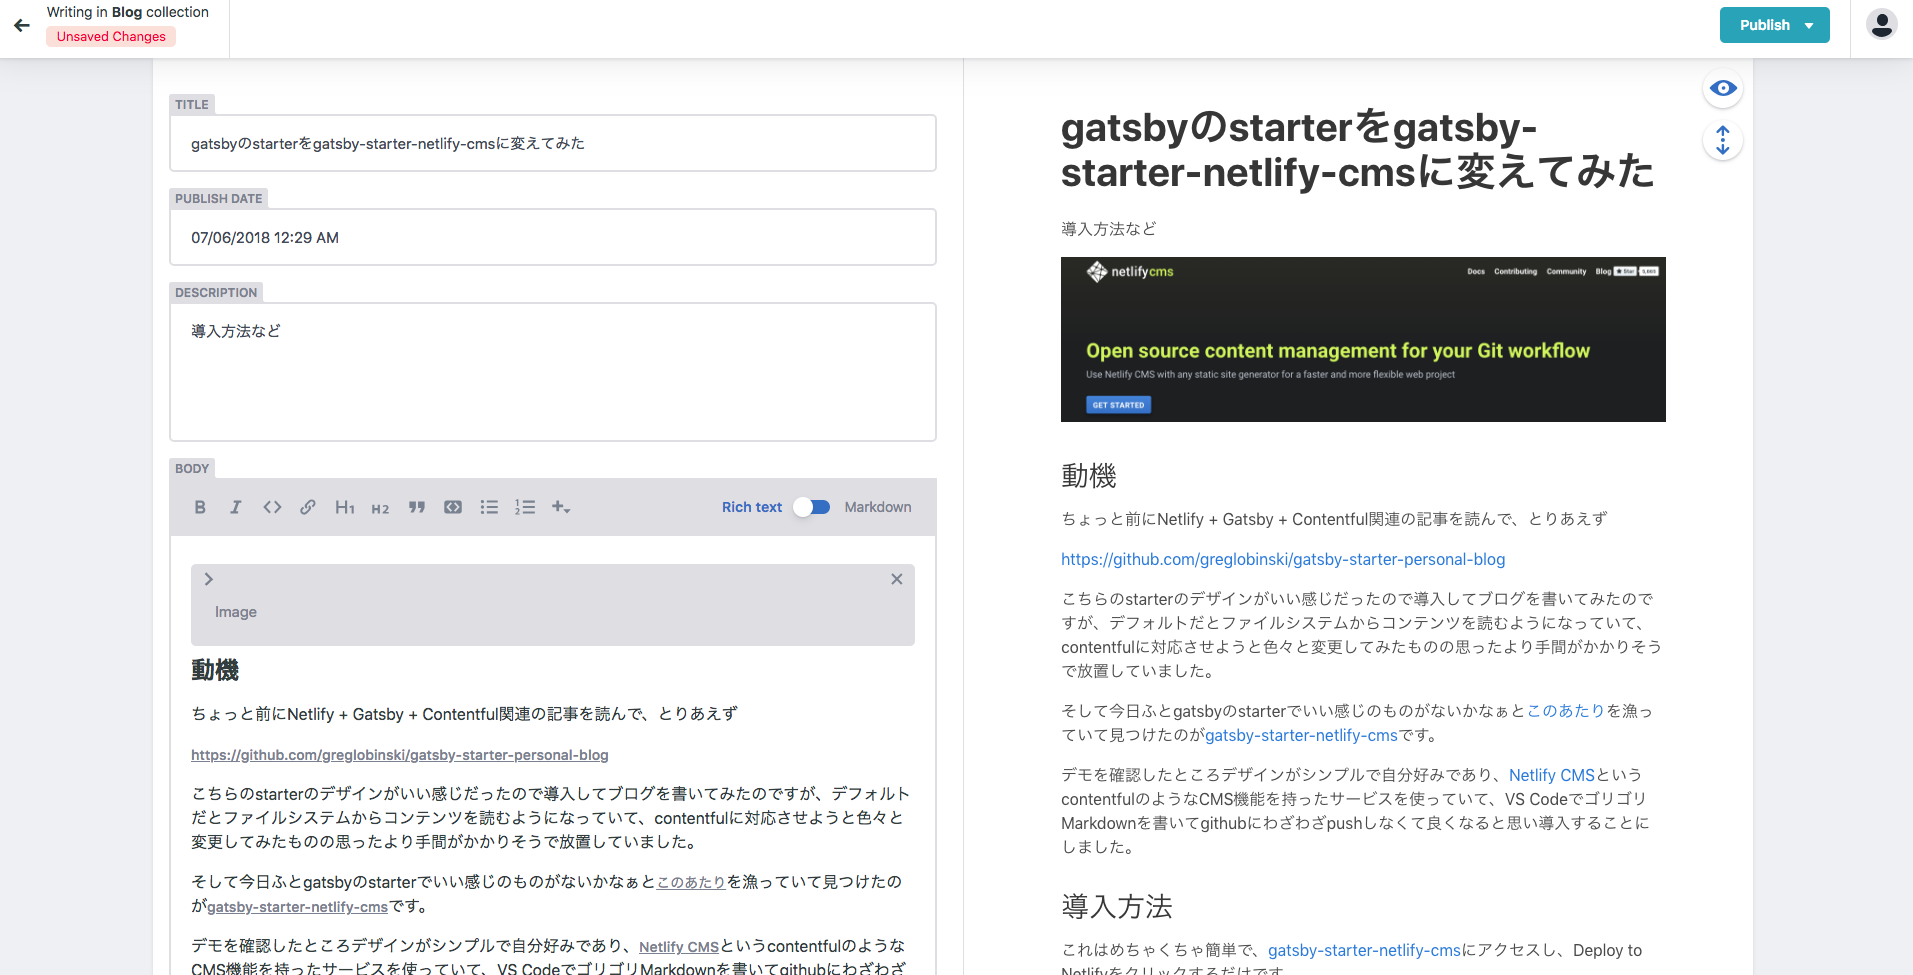 Writing in Blog collection
Unsaved Changes
Publish
TITLE
gatsbyのstarterをgatsby-starter-netlify-cmsに変えてみた
PUBLISH DATE
07/06/2018 12:29 AM
DESCRIPTION
導入方法など
BODY
B I <> H1 H2
Rich text
Markdown
Image
動機
ちょっと前にNetlify + Gatsby + Contentful関連の記事を読んで、とりあえず
https://github.com/greglobinski/gatsby-starter-personal-blog
こちらのstarterのデザインがいい感じだったので導入してブログを書いてみたのですが、デフォルト
だとファイルシステムからコンテンツを読むようになっていて、contentfulに対応させようと色々と
変更してみたものの思ったより手間がかかりそうで放置していました。
そして今日ふとgatsbyのstarterでいい感じのものがないかなぁとこのあたりを漁っていて見つけたの
がgatsby-starter-netlify-cmsです。
デモを確認したところデザインがシンプルで自分好みであり、Netlify CMSというcontentfulのような
CMS機能を持ったサービスを使っていて、VS CodeでゴリゴリMarkdownを書いてgithubにわざわざ
gatsbyのstarterをgatsby-
starter-netlify-cmsに変えてみた
導入方法など
netlifycms
Docs Contributing Community Blog Star
Open source content management for your Git workflow
Use Netlify CMS with any static site generator for a faster and more flexible web project
GET STARTED
動機
ちょっと前にNetlify + Gatsby + Contentful関連の記事を読んで、とりあえず
https://github.com/greglobinski/gatsby-starter-personal-blog
こちらのstarterのデザインがいい感じだったので導入してブログを書いてみたので
すが、デフォルトだとファイルシステムからコンテンツを読むようになっていて、
contentfulに対応させようと色々と変更してみたものの思ったより手間がかかりそう
で放置していました。
そして今日ふとgatsbyのstarterでいい感じのものがないかなぁとこのあたりを漁っ
ていて見つけたのがgatsby-starter-netlify-cmsです。
デモを確認したところデザインがシンプルで自分好みであり、Netlify CMSという
contentfulのようなCMS機能を持ったサービスを使っていて、VS Codeでゴリゴリ
Markdownを書いてgithubにわざわざpushしなくて良くなると思い導入することに
しました。
導入方法
これはめちゃくちゃ簡単で、gatsby-starter-netlify-cmsにアクセスし、Deploy to
Netlifyをクリックするだけです